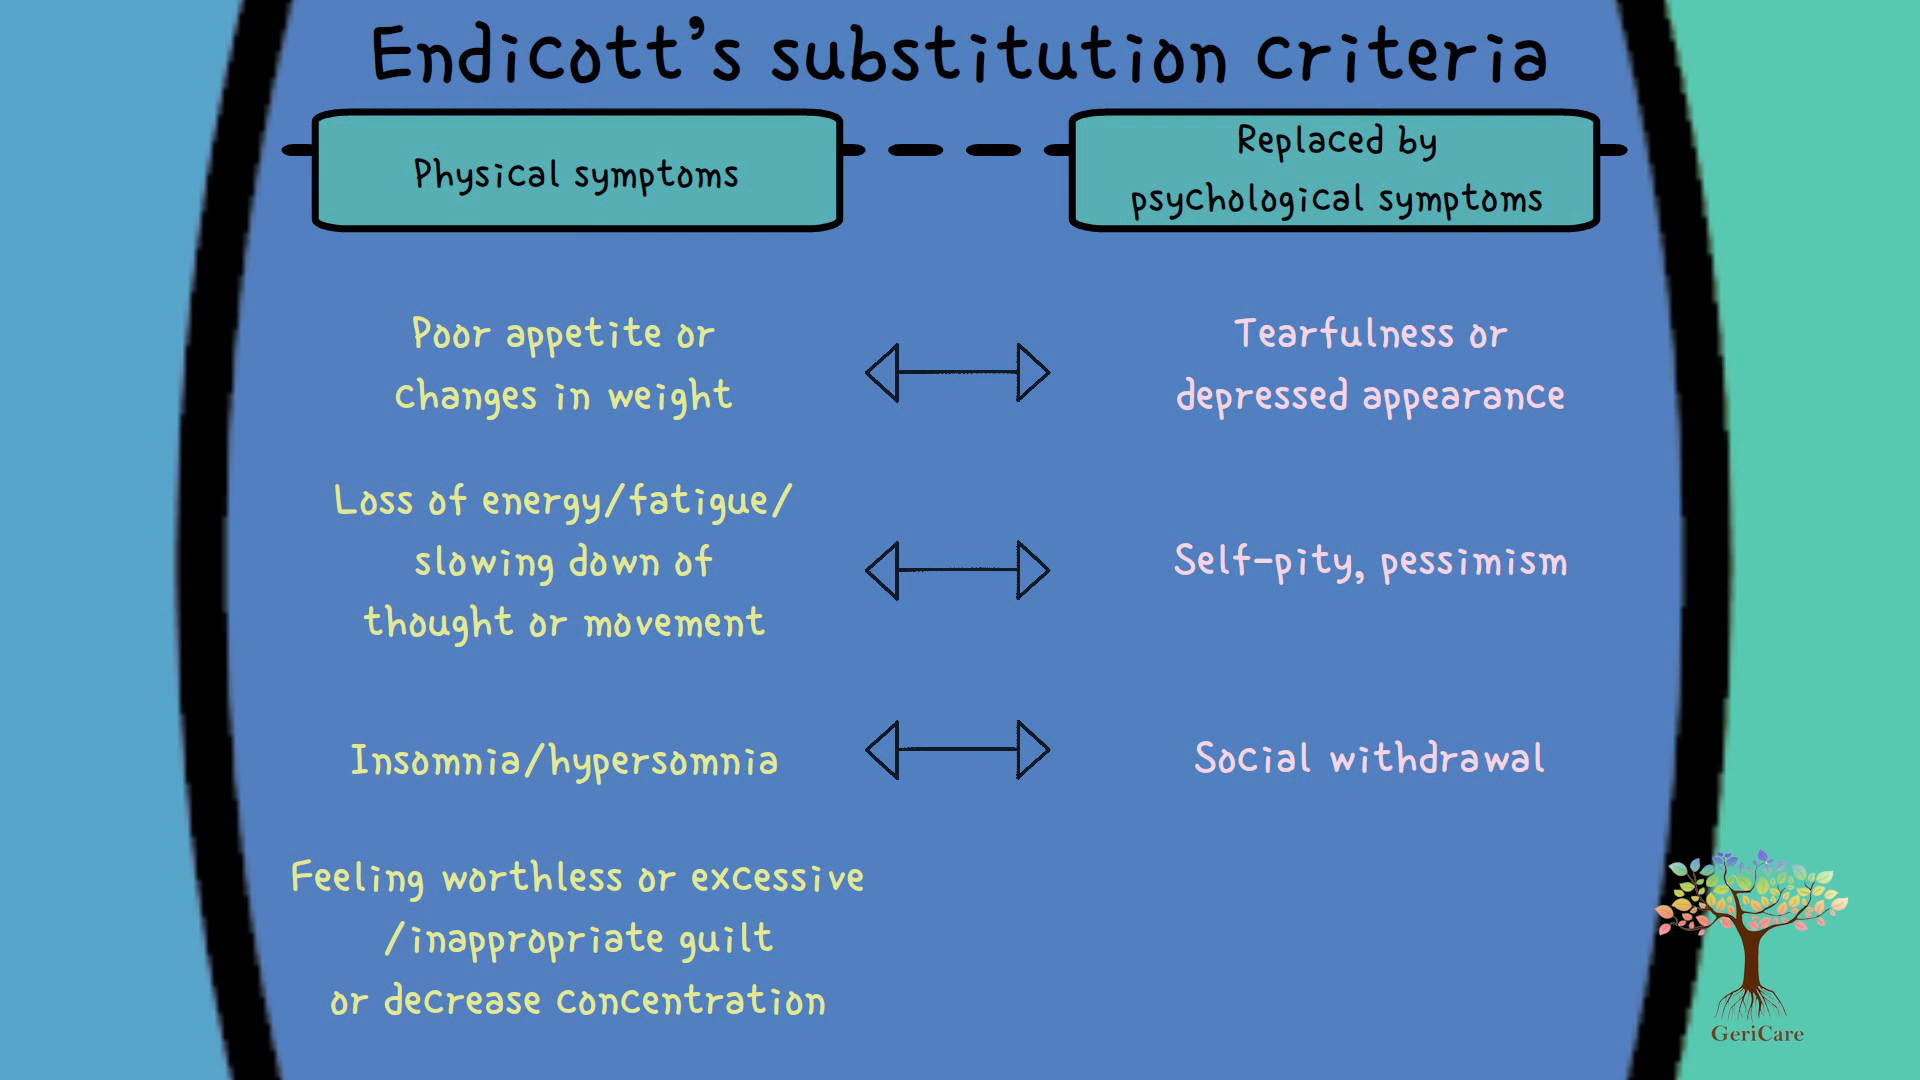 Endicott's substitution criteria
Physical symptoms
Replaced by
psychological symptoms
Poor appetite or
changes in weight
Tearfulness or
depressed appearance
Loss of energy/fatigue/
slowing down of
thought or movement
Self-pity, pessimism
Insomnia/hypersomnia
Social withdrawal
Feeling worthless or excessive
/inappropriate guilt
or decrease concentration
GeriCare